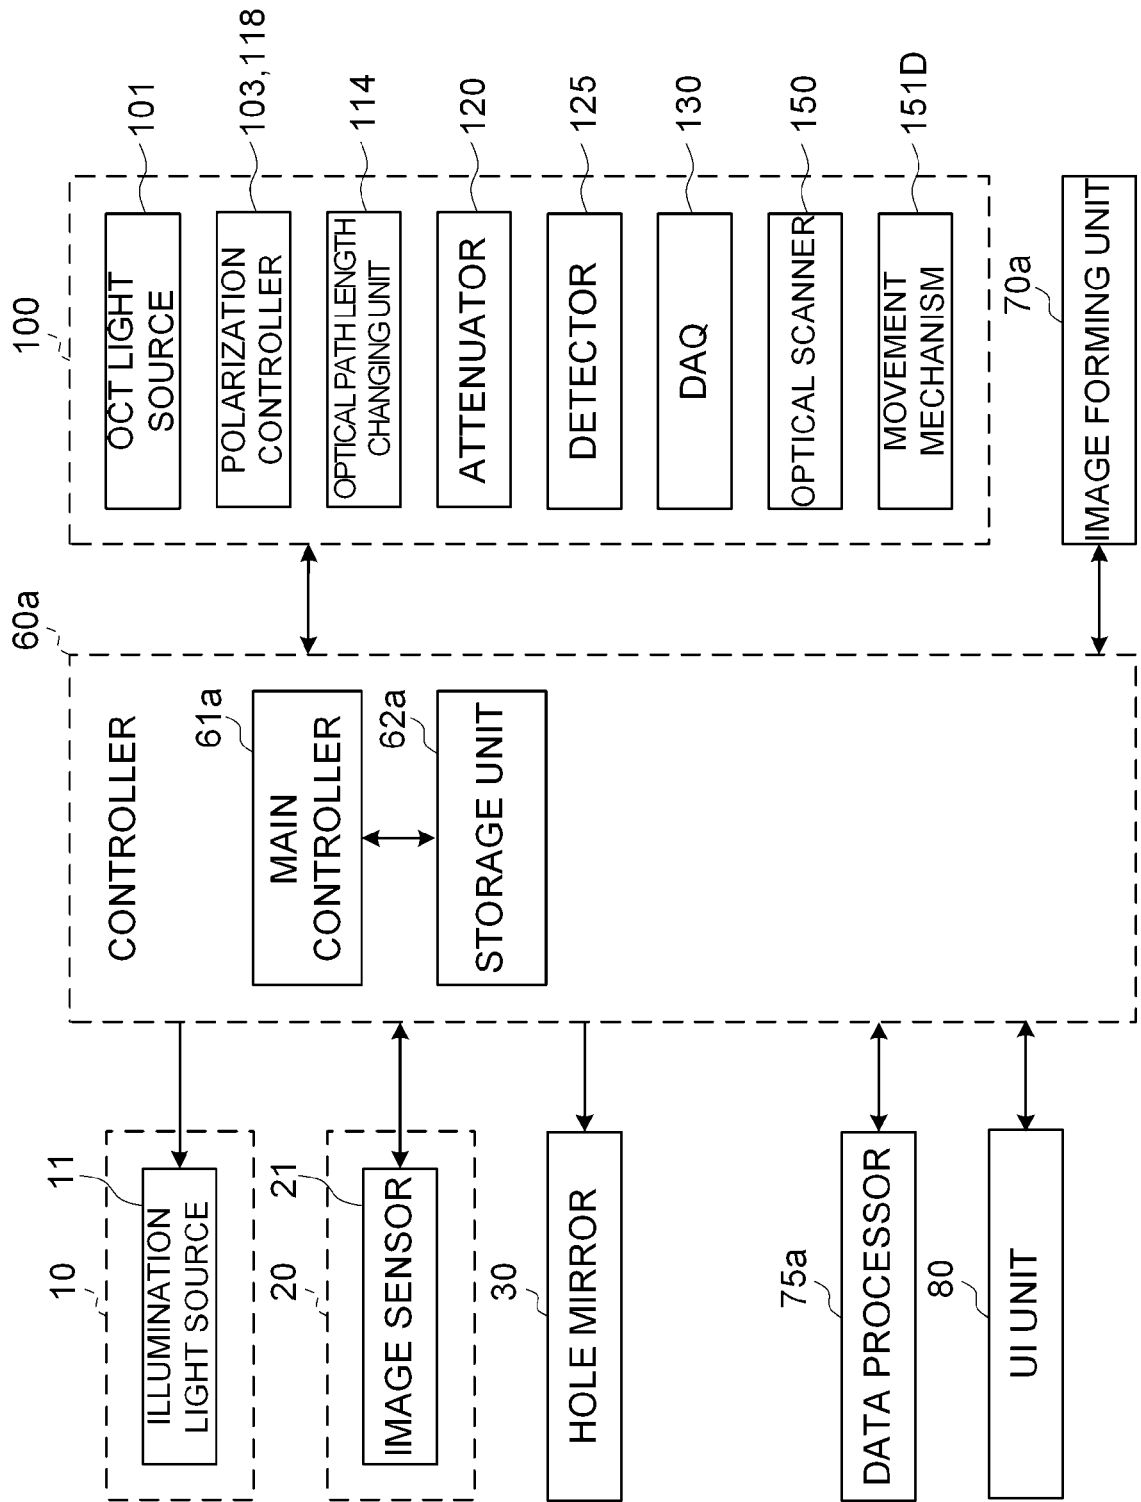 10
11
ILLUMINATION
LIGHT SOURCE
20
21
IMAGE SENSOR
30
HOLE MIRROR
75a
DATA PROCESSOR
80
UI UNIT
60a
CONTROLLER
61a
MAIN
CONTROLLER
62a
STORAGE UNIT
100
OCT LIGHT
SOURCE
101
POLARIZATION
CONTROLLER
103,118
OPTICAL PATH LENGTH
CHANGING UNIT
114
ATTENUATOR
120
DETECTOR
125
DAQ
130
OPTICAL SCANNER
150
MOVEMENT
MECHANISM
151D
70a
IMAGE FORMING UNIT